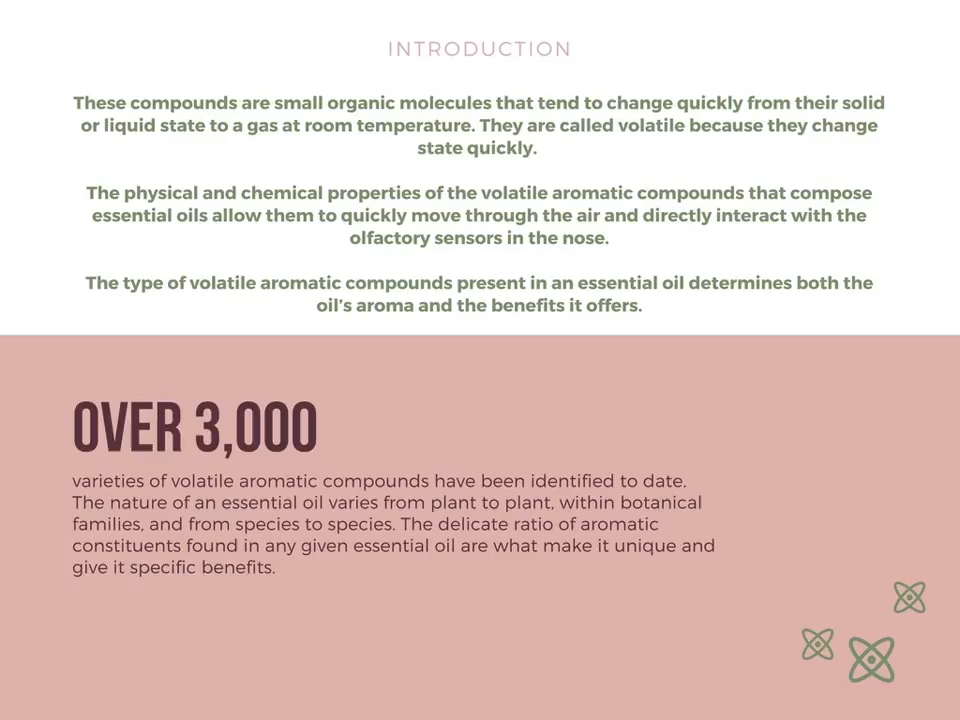 INTRODUCTION
These compounds are small organic molecules that tend to change quickly from their solid
or liquid state to a gas at room temperature. They are called volatile because they change
state quickly.
The physical and chemical properties of the volatile aromatic compounds that compose
essential oils allow them to quickly move through the air and directly interact with the
olfactory sensors in the nose.
The type of volatile aromatic compounds present in an essential oil determines both the
oil’s aroma and the benefits it offers.
OVER 3,000
varieties of volatile aromatic compounds have been identified to date.
The nature of an essential oil varies from plant to plant, within botanical
families, and from species to species. The delicate ratio of aromatic
constituents found in any given essential oil are what make it unique and
give it specific benefits.